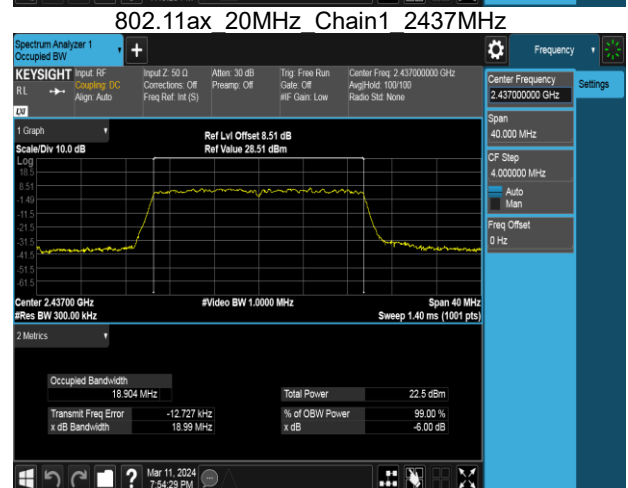 802.11ax_20MHz_Chain1_2437MHz
Spectrum Analyzer 1
Occupied BW
Frequency
KEYSIGHT Input: RF Input Z: 50 Ω Atten: 30 dB Trig: Free Run Center Freq: 2.437000000 GHz
RL Coupling: DC Corrections: Off Preamp: Off Gate: Off Avg|Hold: 100/100
Align: Auto Freq Ref: Int (S) #IF Gain: Low Radio Std: None
LXI
Center Frequency
2.437000000 GHz
Settings
Span
40.000 MHz
CF Step
4.000000 MHz
Auto
Man
Freq Offset
0 Hz
1 Graph
Ref Lvl Offset 8.51 dB
Scale/Div 10.0 dB Ref Value 28.51 dBm
Log
18.5
8.51
-1.49
-11.5
-21.5
-31.5
-41.5
-51.5
-61.5
Center 2.43700 GHz #Video BW 1.0000 MHz Span 40 MHz
#Res BW 300.00 kHz Sweep 1.40 ms (1001 pts)
2 Metrics
Occupied Bandwidth
18.904 MHz Total Power 22.5 dBm
Transmit Freq Error -12.727 kHz % of OBW Power 99.00 %
x dB Bandwidth 18.99 MHz x dB -6.00 dB
Mar 11, 2024
7:54:29 PM